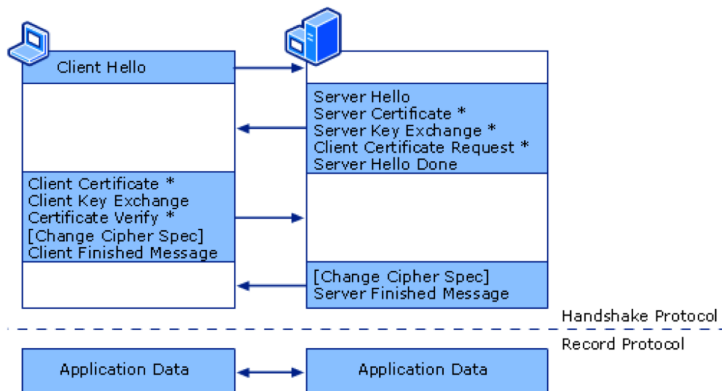 Client Hello
Server Hello
Server Certificate *
Server Key Exchange *
Client Certificate Request *
Server Hello Done
Client Certificate *
Client Key Exchange
Certificate Verify *
[Change Cipher Spec]
Client Finished Message
[Change Cipher Spec]
Server Finished Message
Handshake Protocol
Record Protocol
Application Data
Application Data